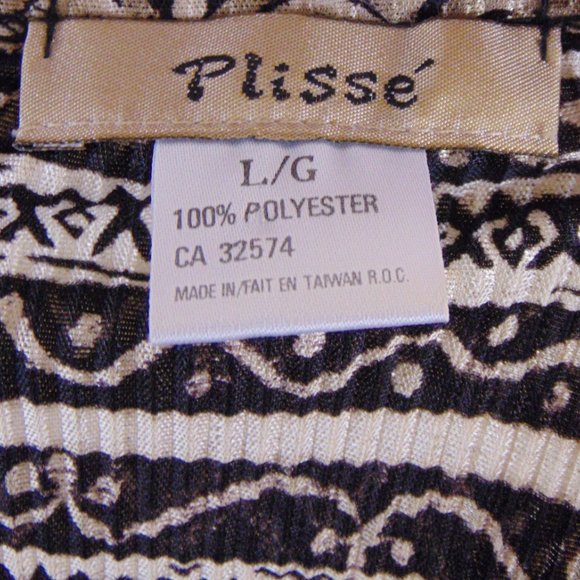 Plissé
L/G
100% POLYESTER
CA 32574
MADE IN/FAIT EN TAIWAN R.O.C.